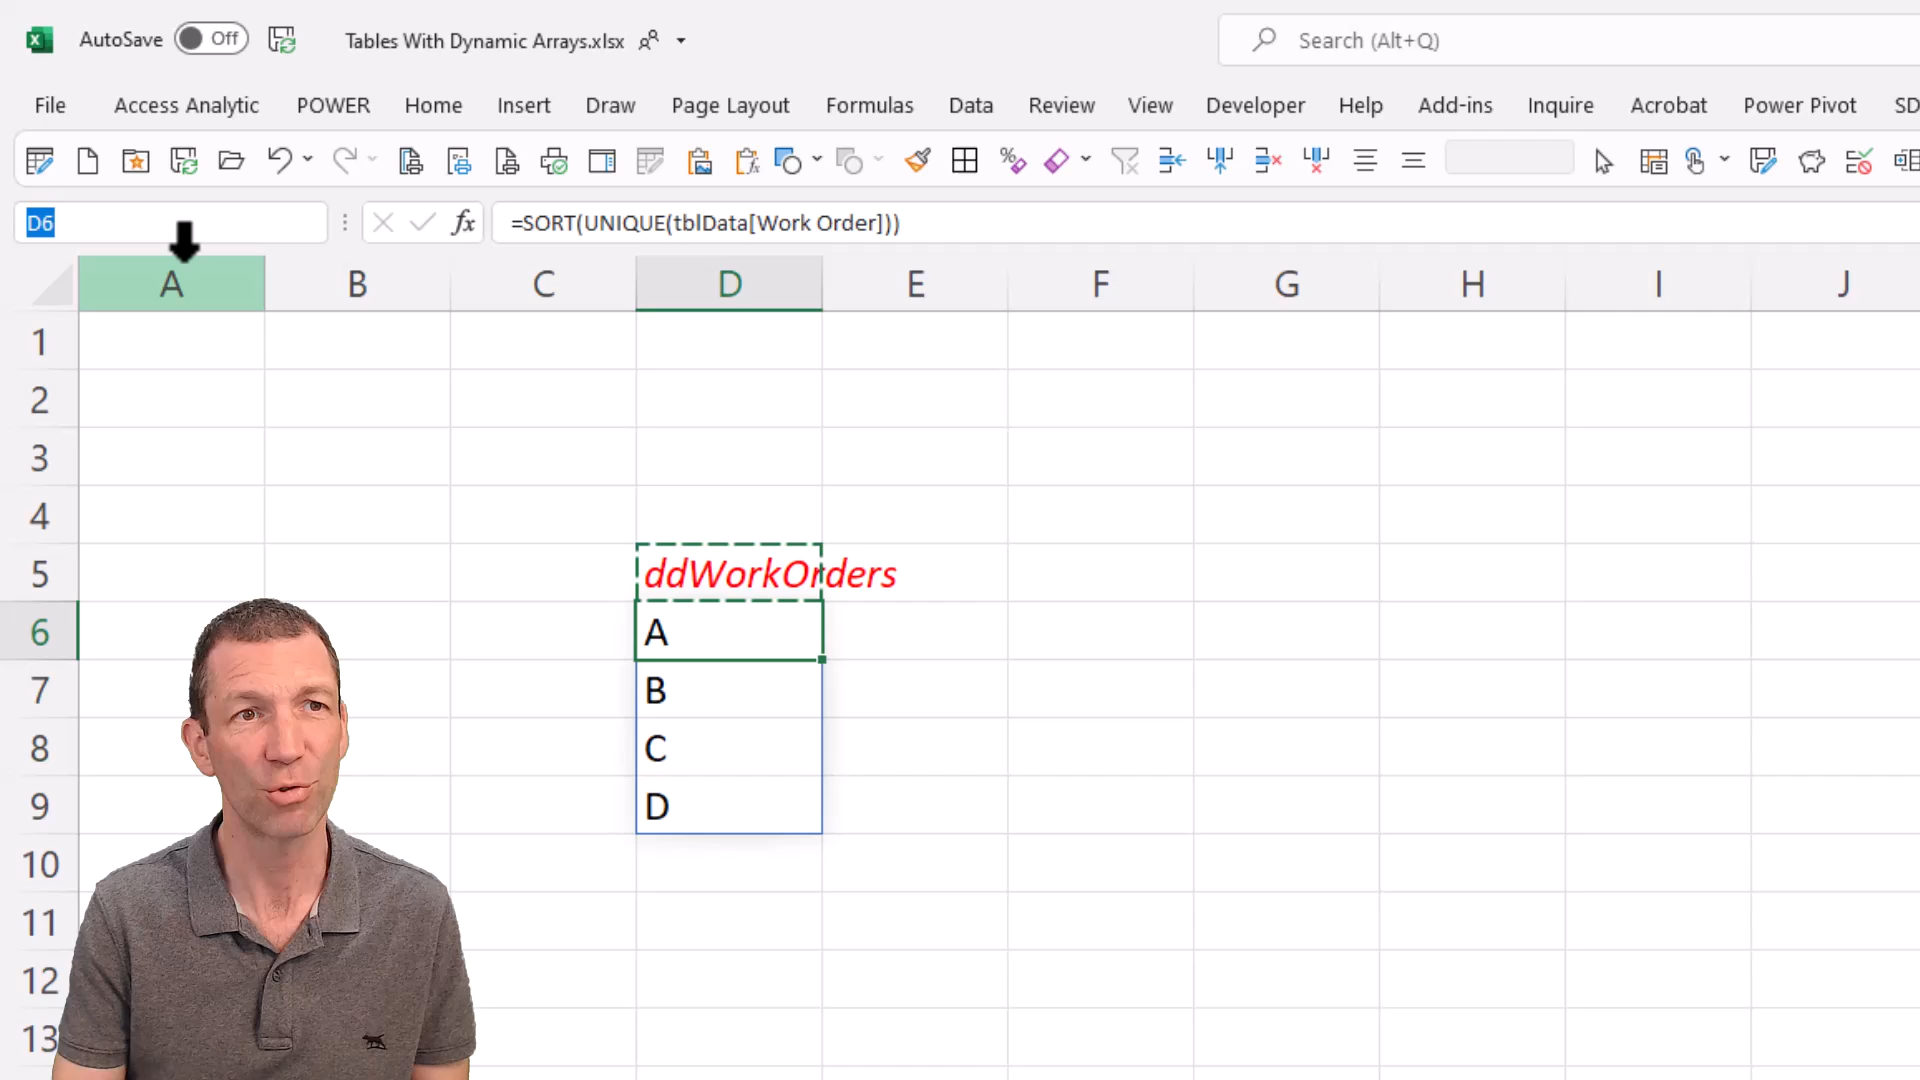 AutoSave Off Tables With Dynamic Arrays.xlsx Search (Alt+Q)
File Access Analytic POWER Home Insert Draw Page Layout Formulas Data Review View Developer Help Add-ins Inquire Acrobat Power Pivot SD
D6 fx =SORT(UNIQUE(tblData[Work Order]))
A B C D E F G H I J
1
2
3
4
5 ddWorkOrders
6 A
7 B
8 C
9 D
10
11
12
13